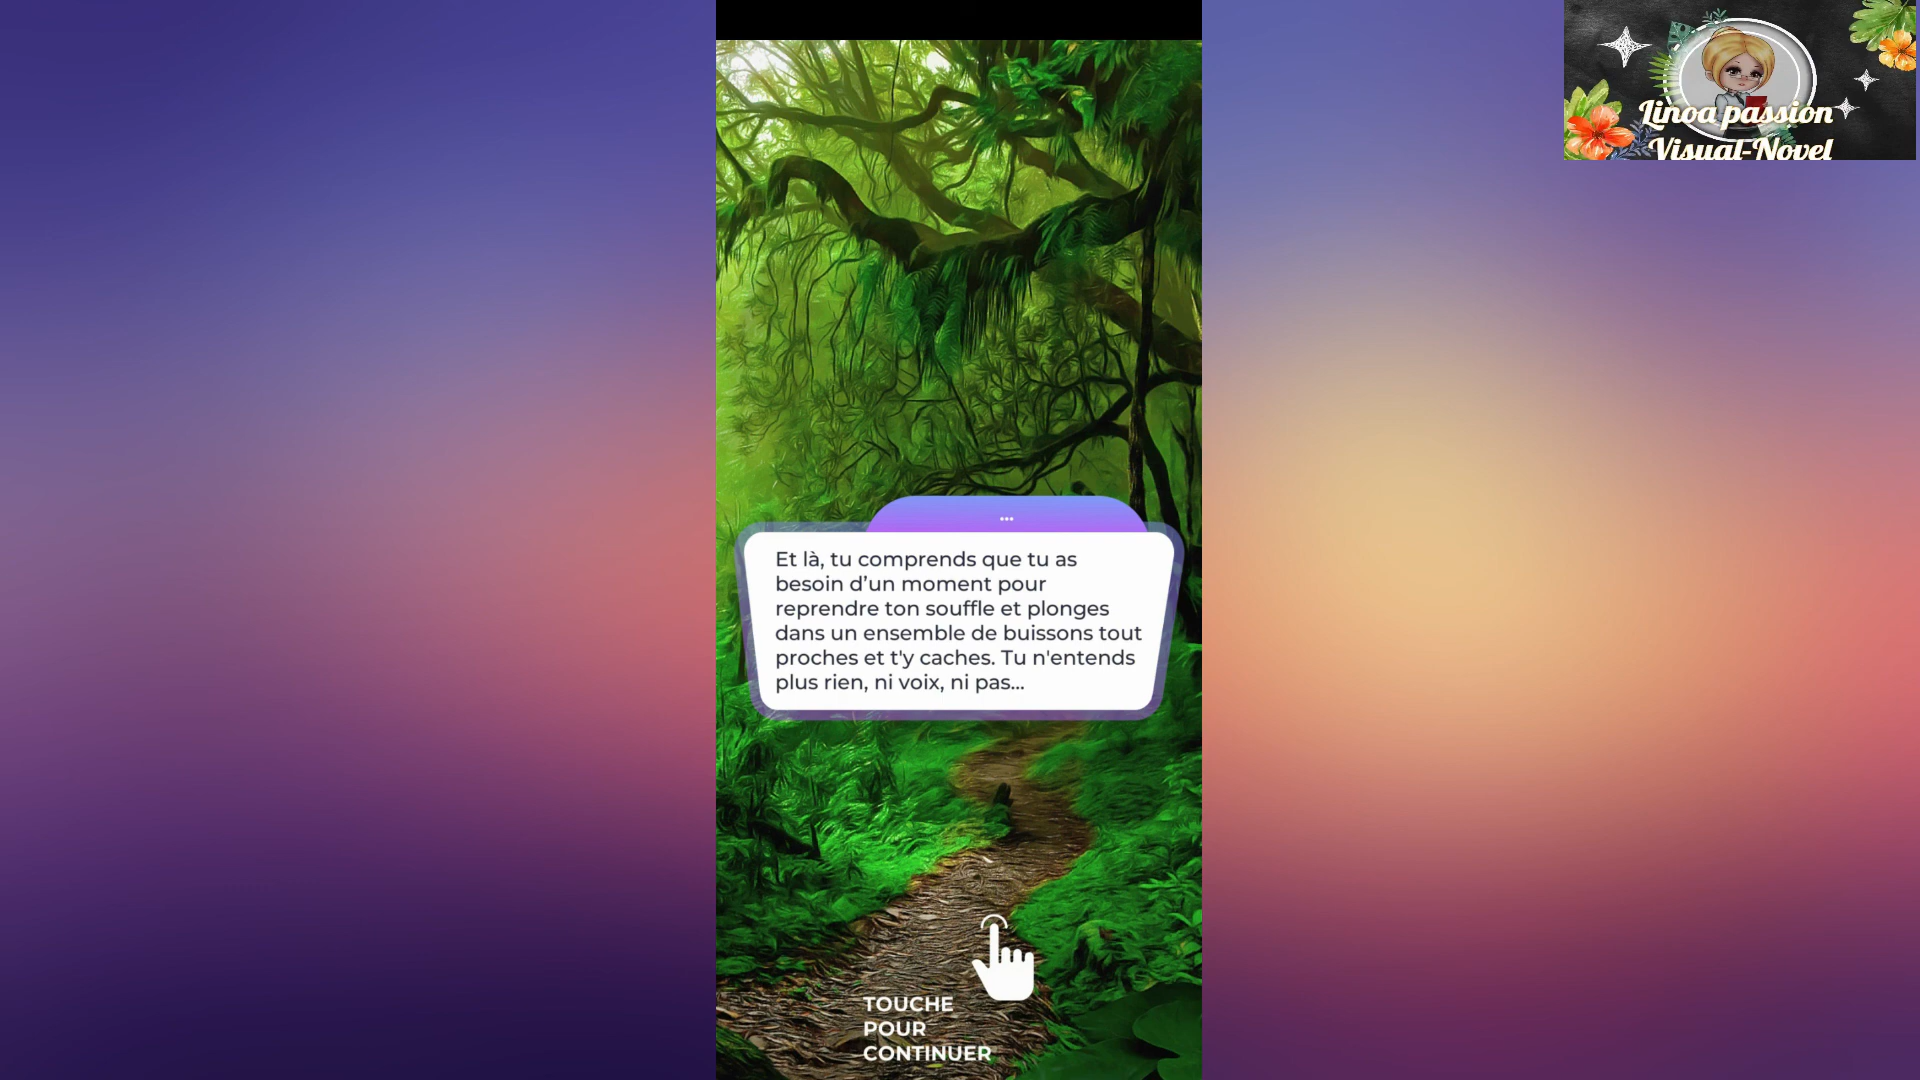 Linoa passion
Visual-Novel
...
Et là, tu comprends que tu as
besoin d’un moment pour
reprendre ton souffle et plonges
dans un ensemble de buissons tout
proches et t'y caches. Tu n'entends
plus rien, ni voix, ni pas...
TOUCHE
POUR
CONTINUER